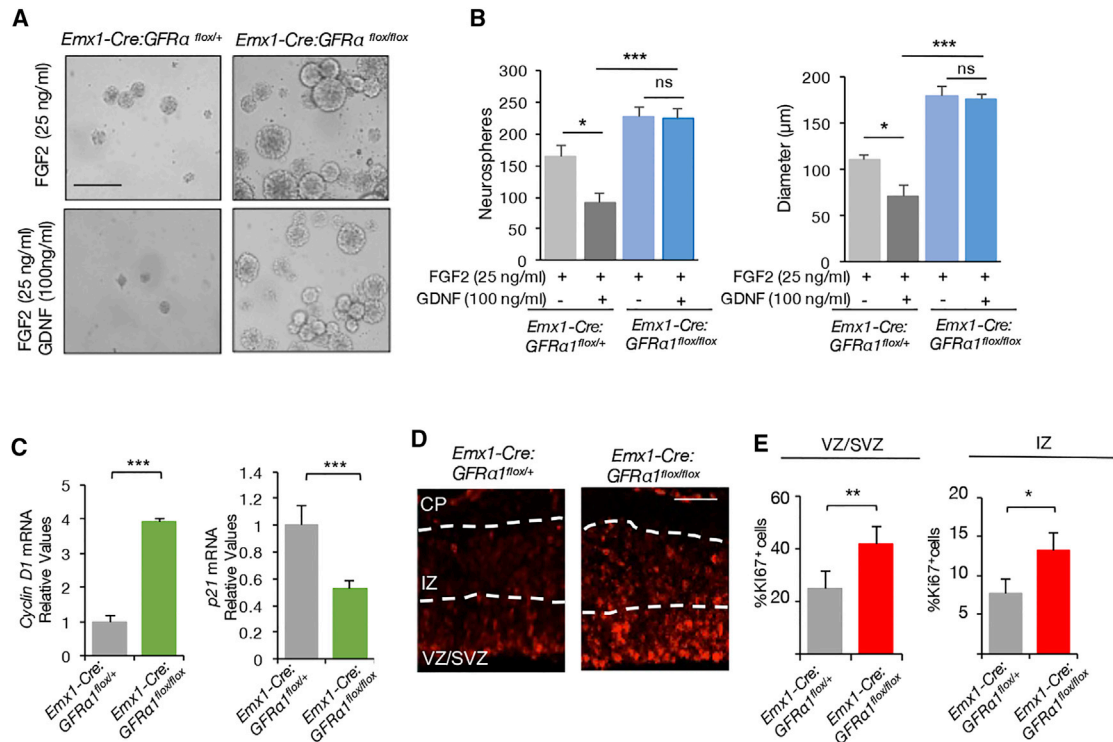 A
Emx1-Cre:GFRα flox/+
Emx1-Cre:GFRα flox/flox
FGF2 (25 ng/ml)
FGF2 (25 ng/ml)
GDNF (100ng/ml)
B
***
ns
*
300
250
200
150
100
50
0
Neurospheres
FGF2 (25 ng/ml) + + + +
GDNF (100 ng/ml) - + - +
Emx1-Cre:
GFRα1flox/+
Emx1-Cre:
GFRα1flox/flox
***
ns
*
200
150
100
50
0
Diameter (µm)
FGF2 (25 ng/ml) + + + +
GDNF (100 ng/ml) - + - +
Emx1-Cre:
GFRα1flox/+
Emx1-Cre:
GFRα1flox/flox
C
***
5
4
3
2
1
0
Cyclin D1 mRNA
Relative Values
Emx1-Cre:
GFRα1flox/+
Emx1-Cre:
GFRα1flox/flox
***
1.4
1.2
1
0.8
0.6
0.4
0.2
0
p21 mRNA
Relative Values
Emx1-Cre:
GFRα1flox/+
Emx1-Cre:
GFRα1flox/flox
D
Emx1-Cre:
GFRα1flox/+
Emx1-Cre:
GFRα1flox/flox
CP
IZ
VZ/SVZ
E
VZ/SVZ
**
60
40
20
%KI67+cells
Emx1-Cre:
GFRα1flox/+
Emx1-Cre:
GFRα1flox/flox
IZ
*
20
15
10
5
%KI67+cells
Emx1-Cre:
GFRα1flox/+
Emx1-Cre:
GFRα1flox/flox